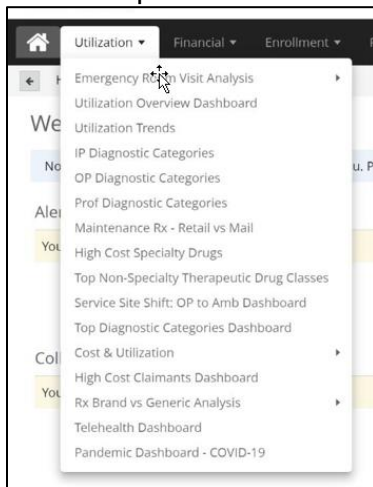 Utilization Financial Enrollment
We
Emergency Room Visit Analysis
Utilization Overview Dashboard
Utilization Trends
No
IP Diagnostic Categories
u. P
OP Diagnostic Categories
Prof Diagnostic Categories
Maintenance Rx - Retail vs Mail
You
High Cost Specialty Drugs
Top Non-Specialty Therapeutic Drug Classes
Service Site Shift: OP to Amb Dashboard
Top Diagnostic Categories Dashboard
Coll
Cost & Utilization
High Cost Claimants Dashboard
You
Rx Brand vs Generic Analysis
Telehealth Dashboard
Pandemic Dashboard - COVID-19